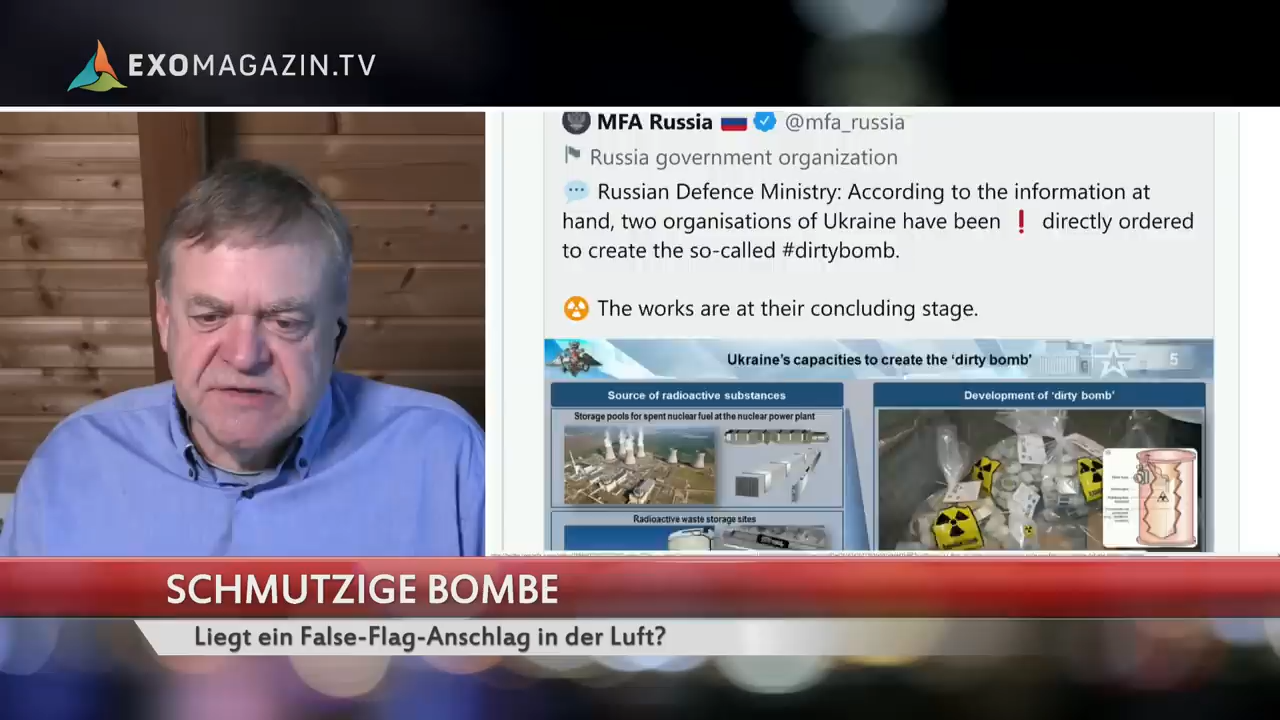 EXOMAGAZIN.TV
MFA Russia @mfa_russia
Russia government organization
Russian Defence Ministry: According to the information at
hand, two organisations of Ukraine have been ❗ directly ordered
to create the so-called #dirtybomb.
The works are at their concluding stage.
Ukraine's capacities to create the 'dirty bomb'
5
Source of radioactive substances
Storage pools for spent nuclear fuel at the nuclear power plant
Radioactive waste storage sites
Development of 'dirty bomb'
SCHMUTZIGE BOMBE
Liegt ein False-Flag-Anschlag in der Luft?